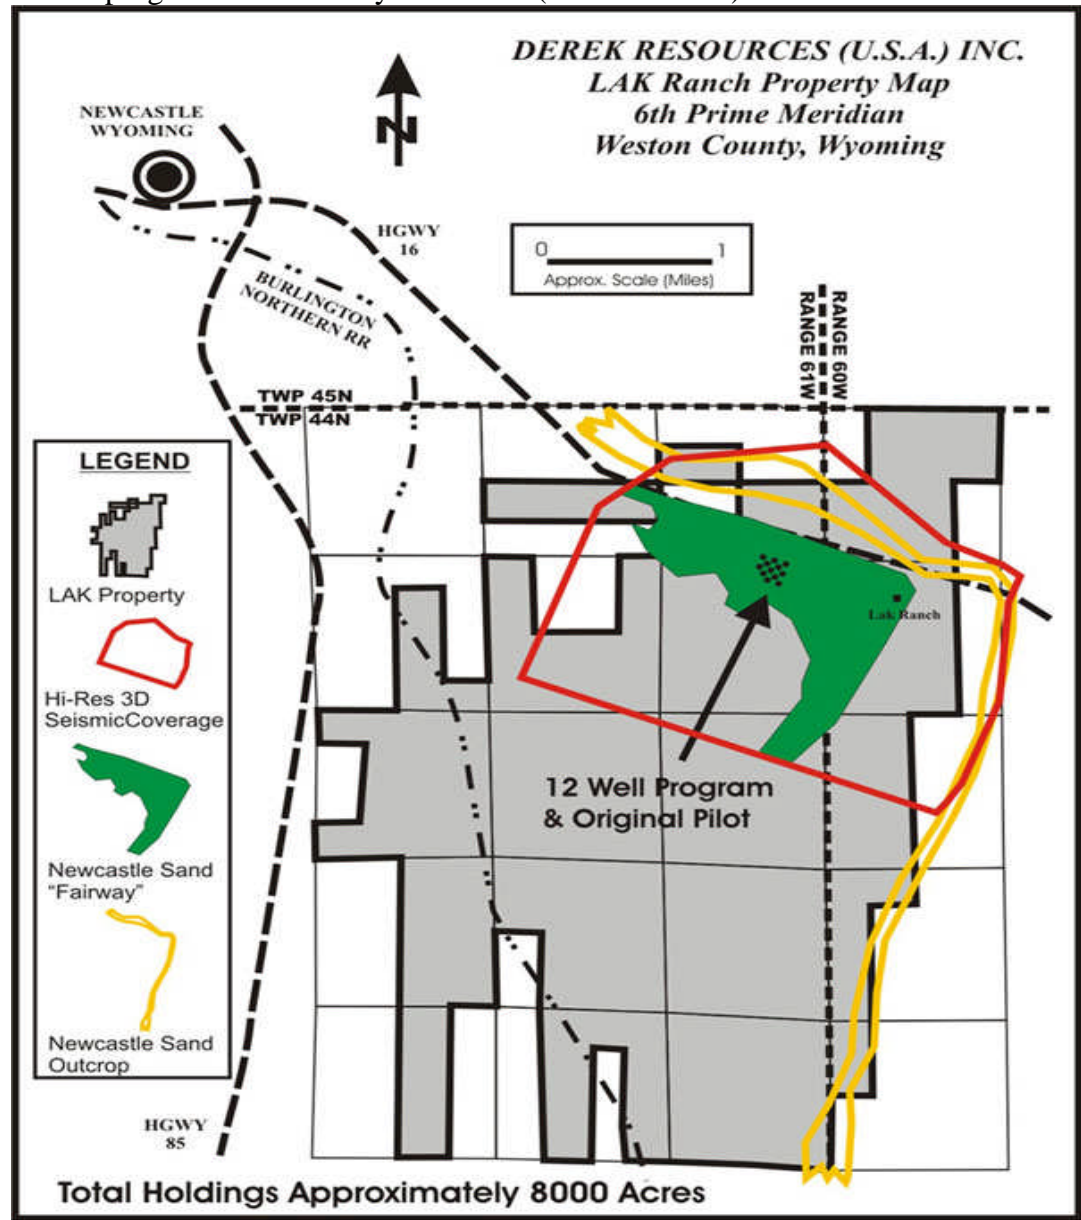 DEREK RESOURCES (U.S.A.) INC.
LAK Ranch Property Map
6th Prime Meridian
Weston County, Wyoming
NEWCASTLE
WYOMING
N
HGWY
16
0 1
Approx. Scale (Miles)
BURLINGTON
NORTHERN RR
RANGE 61W
RANGE 60W
TWP 45N
TWP 44N
LEGEND
LAK Property
Hi-Res 3D
SeismicCoverage
Newcastle Sand
"Fairway"
Newcastle Sand
Outcrop
Lak Ranch
12 Well Program
& Original Pilot
HGWY
85
Total Holdings Approximately 8000 Acres